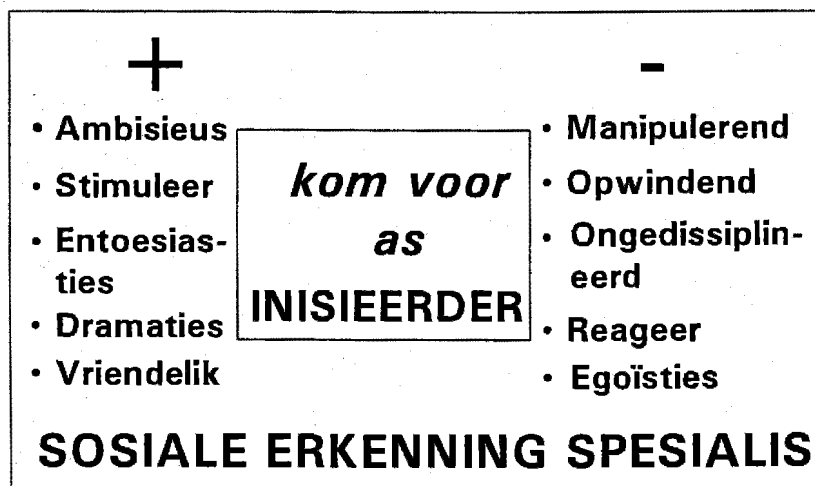 +
-
• Ambisieus
• Stimuleer
• Entoesias-
ties
• Dramaties
• Vriendelik
kom voor
as
INISIEERDER
• Manipulerend
• Opwindend
• Ongedissiplin-
eerd
• Reageer
• Egoïsties
SOSIALE ERKENNING SPESIALIS